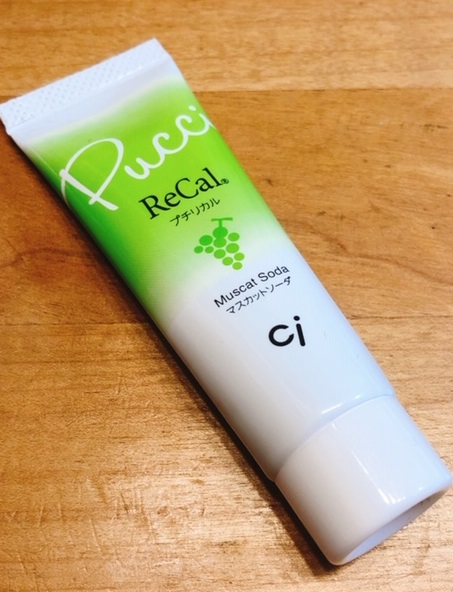 Pucci
ReCal®
プチリカル
Muscat Soda
マスカットソーダ
Ci